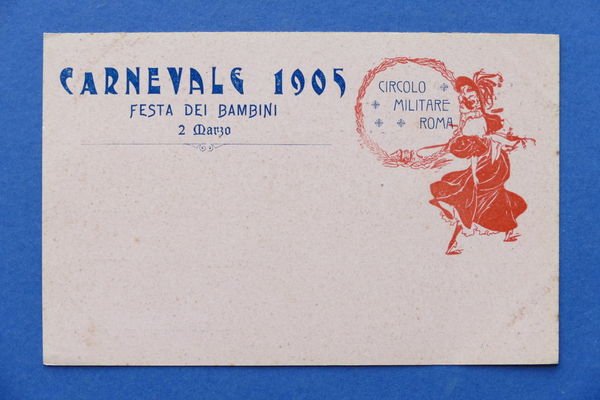 CARNEVALE 1905
FESTA DEI BAMBINI
2 Marzo
CIRCOLO
MILITARE
ROMA